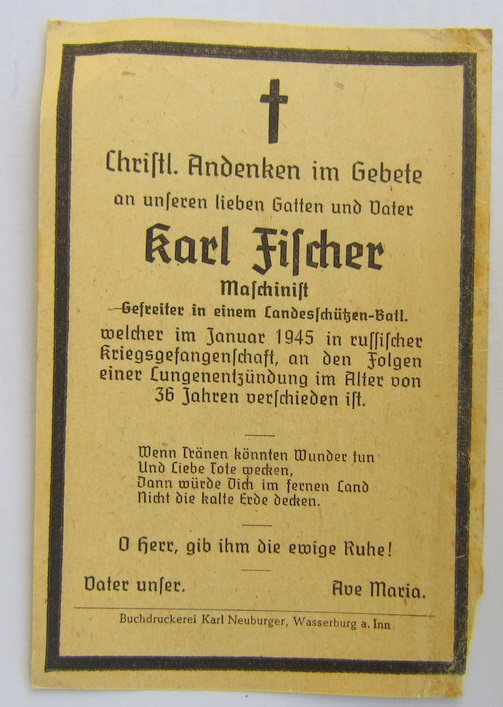 Christl. Andenken im Gebete
an unseren lieben Gatten und Vater
Karl Fischer
Maschinist
Gefreiter in einem Landesschützen-Batl.
welcher im Januar 1945 in russischer
Kriegsgefangenschaft, an den Folgen
einer Lungenentzündung im Alter von
36 Jahren verschieden ist.
Wenn Tränen könnten Wunder tun
Und Liebe Tote wecken,
Dann würde Dich im fernen Land
Nicht die kalte Erde decken.
O Herr, gib ihm die ewige Ruhe!
Vater unser. Ave Maria.
Buchdruckerei Karl Neuburger, Wasserburg a. Inn